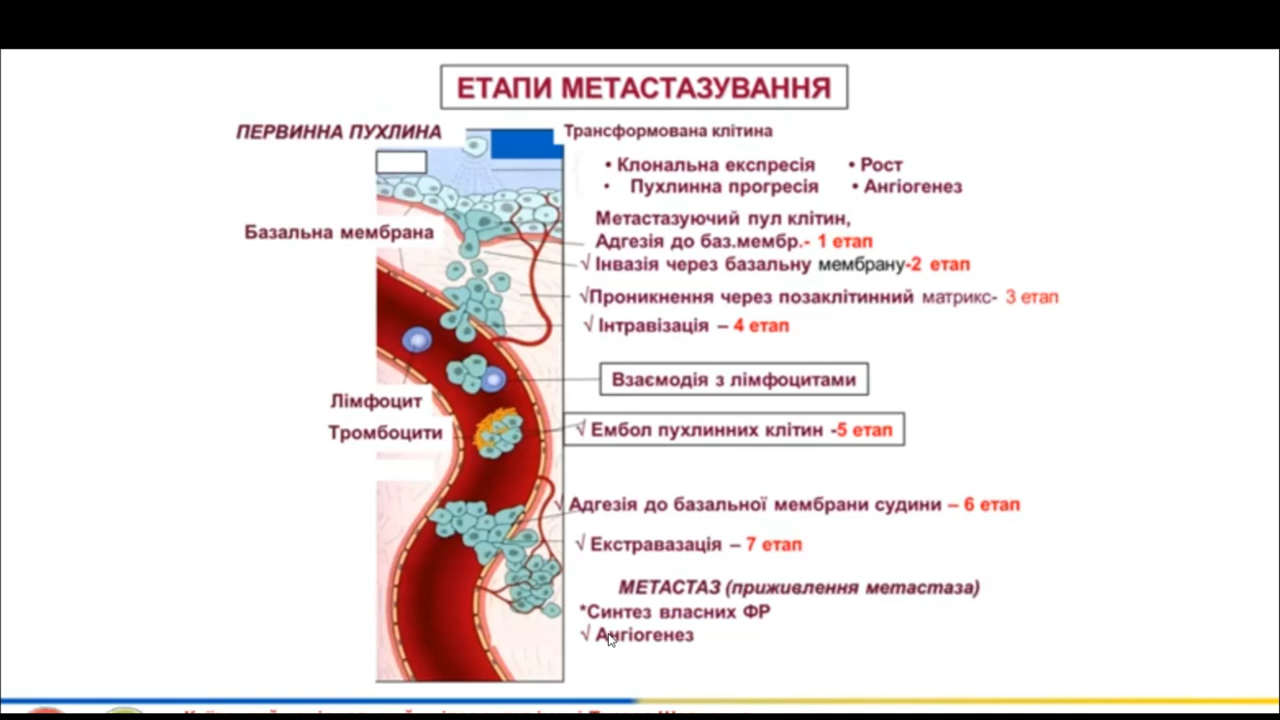 ЕТАПИ МЕТАСТАЗУВАННЯ
ПЕРВИННА ПУХЛИНА
Трансформована клітина
• Клональна експресія • Рост
• Пухлинна прогресія • Ангіогенез
Базальна мембрана
Метастазуючий пул клітин,
Адгезія до баз.мембр.- 1 етап
√ Інвазія через базальну мембрану-2 етап
√Проникнення через позаклітинний матрикс- 3 етап
√ Інтравізація – 4 етап
Взаємодія з лімфоцитами
Лімфоцит
Тромбоцити
√ Ембол пухлинних клітин -5 етап
√ Адгезія до базальної мембрани судини – 6 етап
√ Екстравазація – 7 етап
МЕТАСТАЗ (приживлення метастаза)
*Синтез власних ФР
√ Ангіогенез